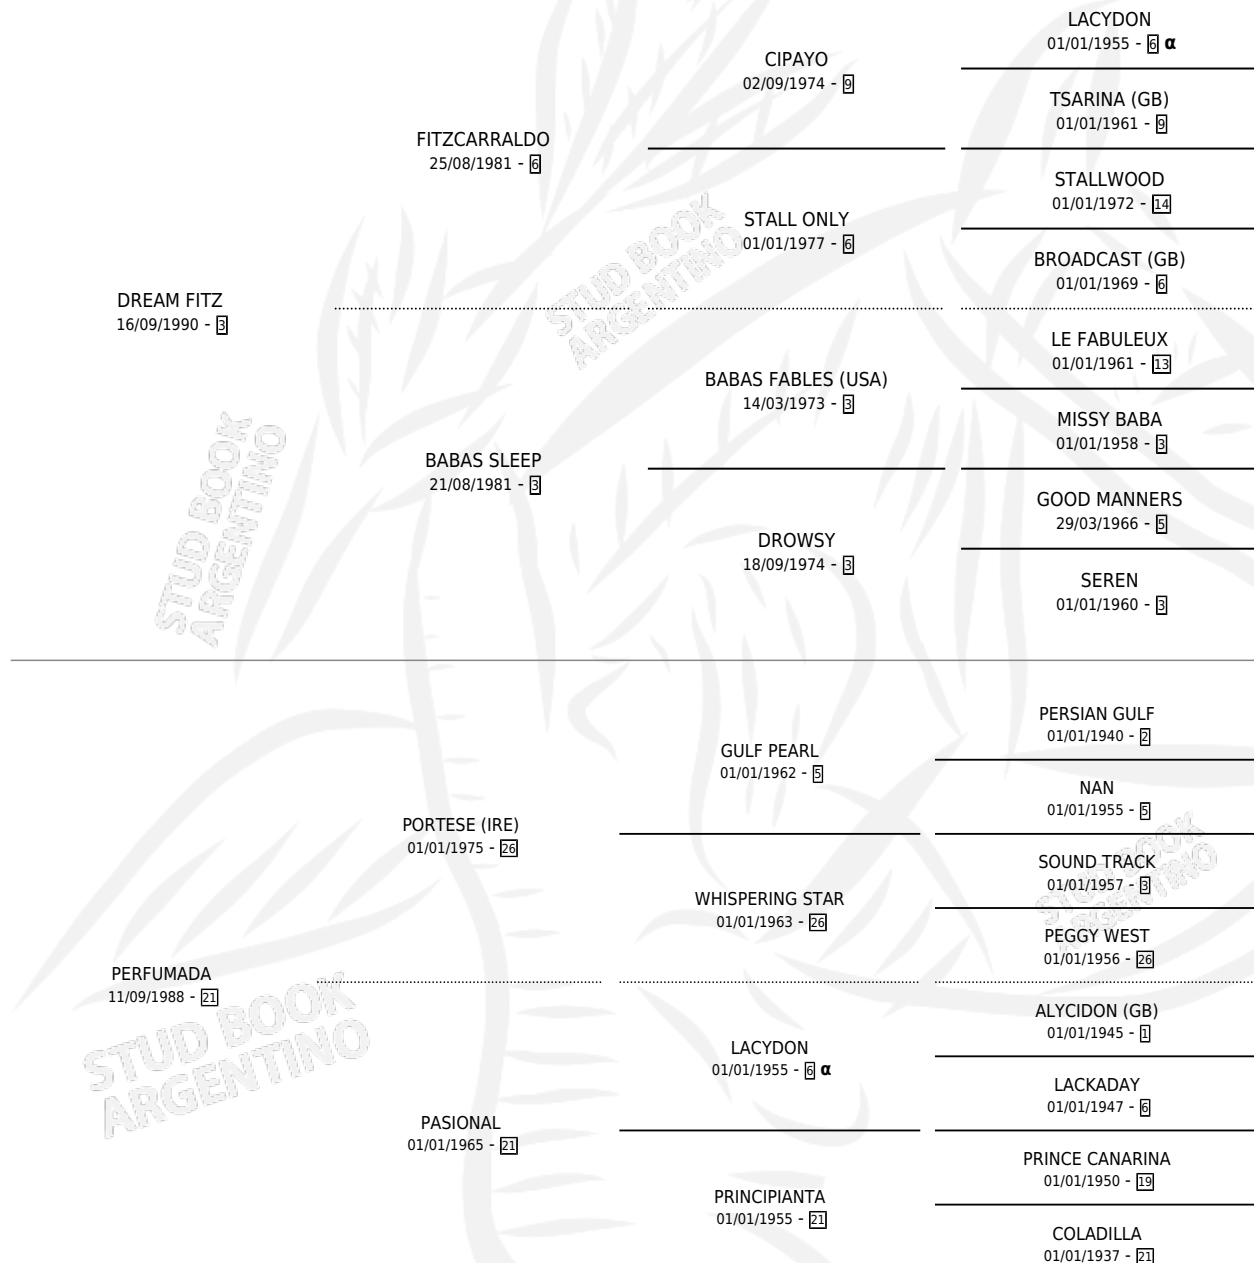 LACYDON
01/01/1955 - 6 α
CIPAYO
02/09/1974 - 9
TSARINA (GB)
01/01/1961 - 9
FITZCARRALDO
25/08/1981 - 6
STALLWOOD
01/01/1972 - 14
STALL ONLY
01/01/1977 - 6
BROADCAST (GB)
01/01/1969 - 6
DREAM FITZ
16/09/1990 - 3
STUD BOOK
ARGENTINO
LE FABULEUX
01/01/1961 - 13
BABAS FABLES (USA)
14/03/1973 - 3
MISSY BABA
01/01/1958 - 3
BABAS SLEEP
21/08/1981 - 3
GOOD MANNERS
29/03/1966 - 5
DROWSY
18/09/1974 - 3
SEREN
01/01/1960 - 3
STUD BOOK
ARGENTINO
PERSIAN GULF
01/01/1940 - 2
GULF PEARL
01/01/1962 - 5
NAN
01/01/1955 - 5
PORTESE (IRE)
01/01/1975 - 26
SOUND TRACK
01/01/1957 - 3
STUD BOOK
ARGENTINO
WHISPERING STAR
01/01/1963 - 26
PEGGY WEST
01/01/1956 - 26
PERFUMADA
11/09/1988 - 21
STUD BOOK
ARGENTINO
ALYCIDON (GB)
01/01/1945 - 1
LACYDON
01/01/1955 - 6 α
LACKADAY
01/01/1947 - 6
PASIONAL
01/01/1965 - 21
PRINCE CANARINA
01/01/1950 - 19
PRINCIPIANTA
01/01/1955 - 21
COLADILLA
01/01/1937 - 21